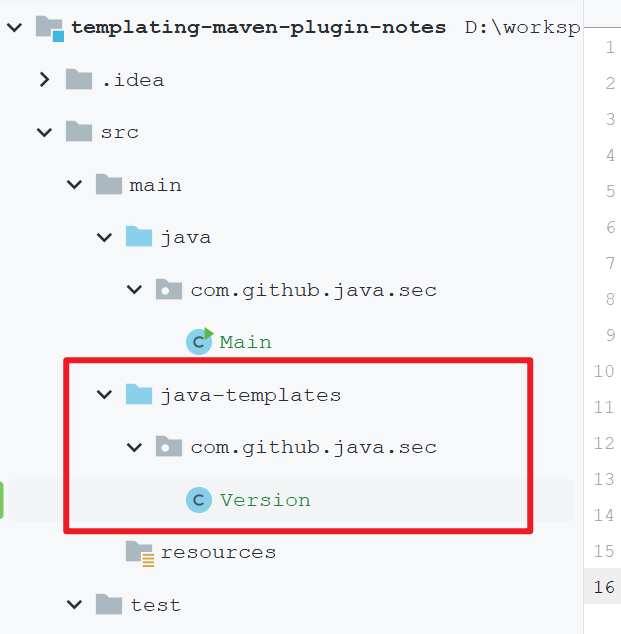 templating-maven-plugin-notes D:\worksp
.idea
src
main
java
com.github.java.sec
C Main
java-templates
com.github.java.sec
C Version
resources
test
1
2
3
4
5
6
7
8
9
10
11
12
13
14
15
16